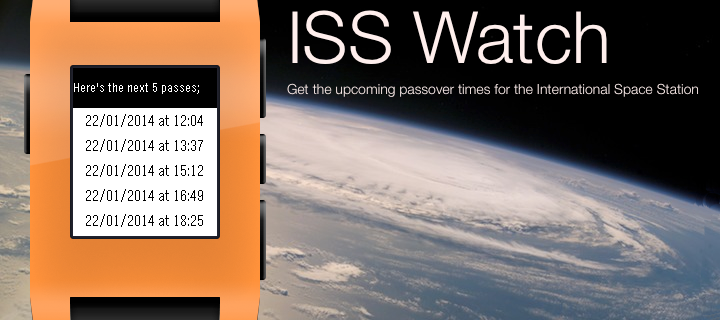 ISS Watch
Get the upcoming passover times for the International Space Station
Here's the next 5 passes;
22/01/2014 at 12:04
22/01/2014 at 13:37
22/01/2014 at 15:12
22/01/2014 at 16:49
22/01/2014 at 18:25